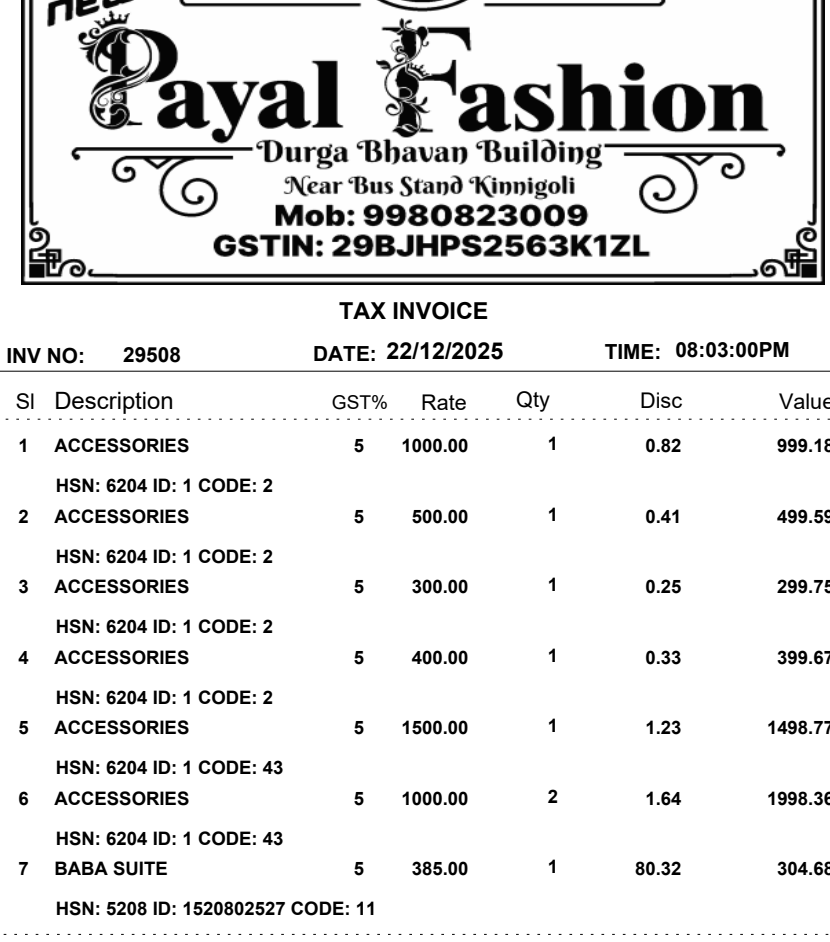 new
Payal Fashion
Durga Bhavan Building
Near Bus Stand Kinnigoli
Mob: 9980823009
GSTIN: 29BJHPS2563K1ZL
TAX INVOICE
INV NO: 29508 DATE: 22/12/2025 TIME: 08:03:00PM
Sl Description GST% Rate Qty Disc Value
1 ACCESSORIES 5 1000.00 1 0.82 999.18
HSN: 6204 ID: 1 CODE: 2
2 ACCESSORIES 5 500.00 1 0.41 499.59
HSN: 6204 ID: 1 CODE: 2
3 ACCESSORIES 5 300.00 1 0.25 299.75
HSN: 6204 ID: 1 CODE: 2
4 ACCESSORIES 5 400.00 1 0.33 399.67
HSN: 6204 ID: 1 CODE: 2
5 ACCESSORIES 5 1500.00 1 1.23 1498.77
HSN: 6204 ID: 1 CODE: 43
6 ACCESSORIES 5 1000.00 2 1.64 1998.36
HSN: 6204 ID: 1 CODE: 43
7 BABA SUITE 5 385.00 1 80.32 304.68
HSN: 5208 ID: 1520802527 CODE: 11